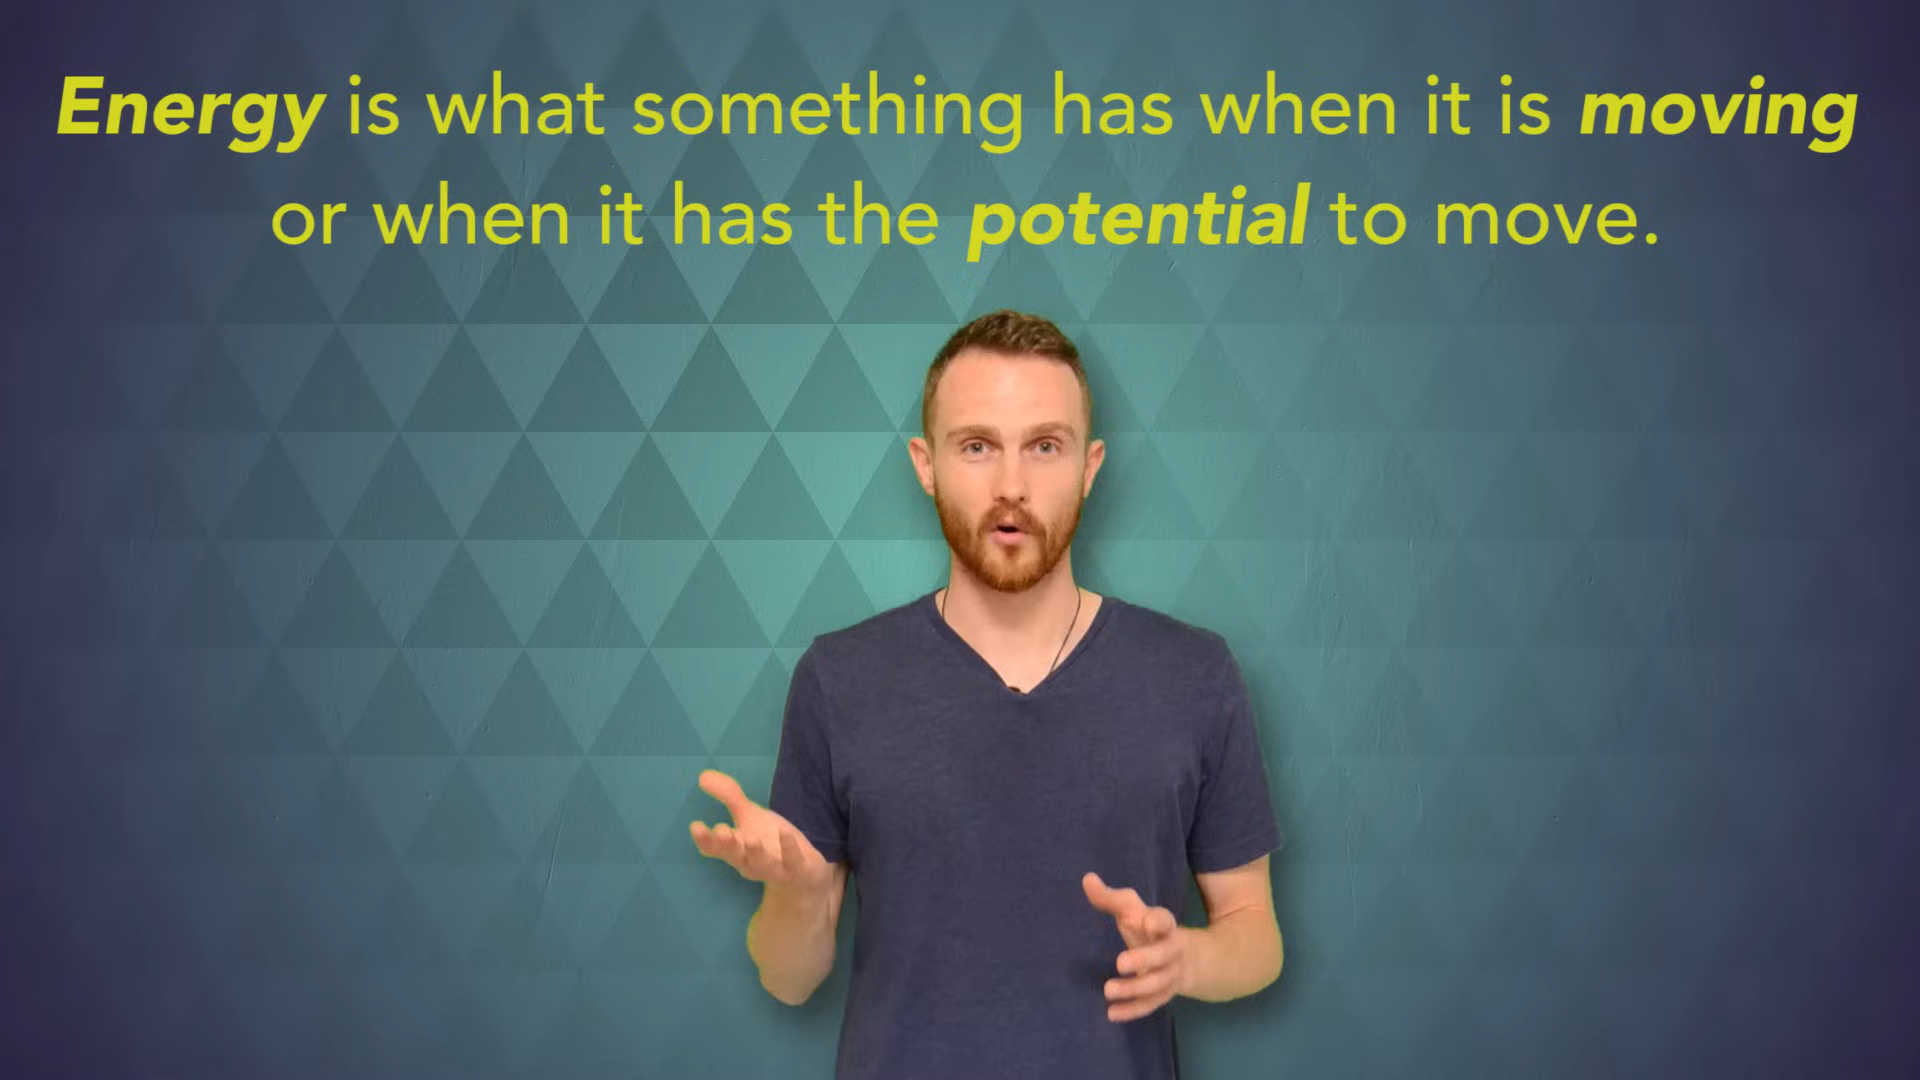 Energy is what something has when it is moving
or when it has the potential to move.